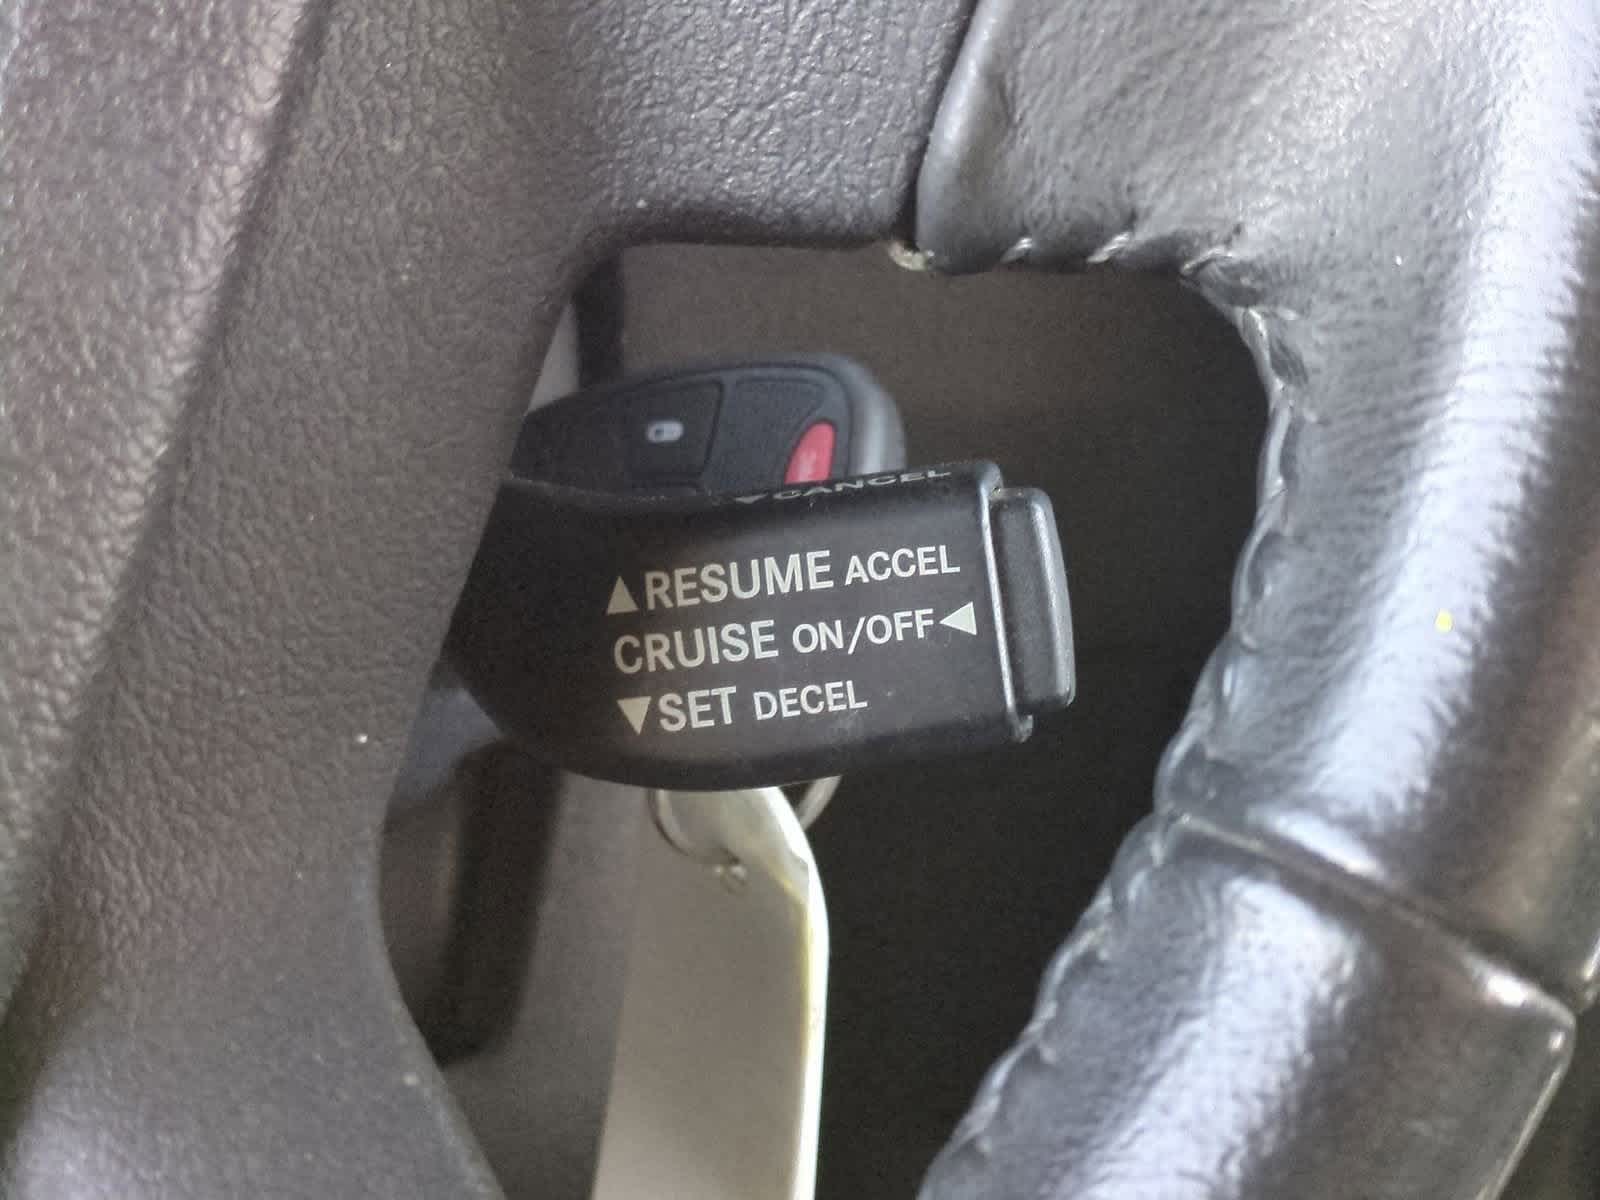 ▼CANCEL
▲RESUME ACCEL
CRUISE ON/OFF◀
▼SET DECEL